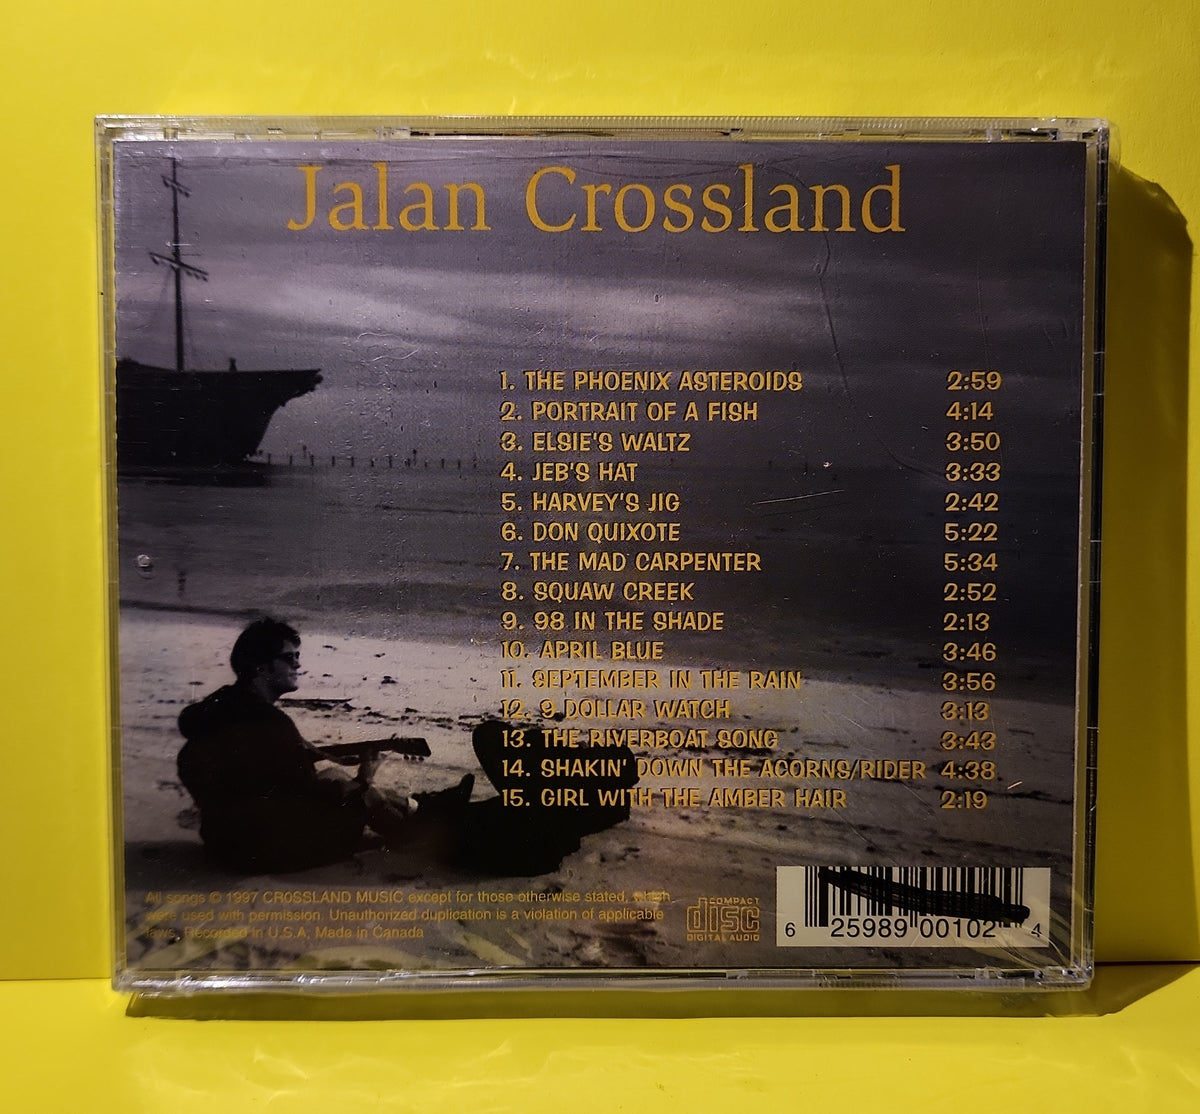 Jalan Crossland
1. THE PHOENIX ASTEROIDS 2:59
2. PORTRAIT OF A FISH 4:14
3. ELSIE'S WALTZ 3:50
4. JEB'S HAT 3:33
5. HARVEY'S JIG 2:42
6. DON QUIXOTE 5:22
7. THE MAD CARPENTER 5:34
8. SQUAW CREEK 2:52
9. 98 IN THE SHADE 2:13
10. APRIL BLUE 3:46
11. SEPTEMBER IN THE RAIN 3:56
12. 9 DOLLAR WATCH 3:13
13. THE RIVERBOAT SONG 3:43
14. SHAKIN' DOWN THE ACORNS/RIDER 4:38
15. GIRL WITH THE AMBER HAIR 2:19
All songs © 1997 CROSSLAND MUSIC except for those otherwise stated, which
were used with permission. Unauthorized duplication is a violation of applicable
laws. Recorded in U.S.A. Made in Canada
COMPACT
disc
DIGITAL AUDIO
6 25989 00102 4